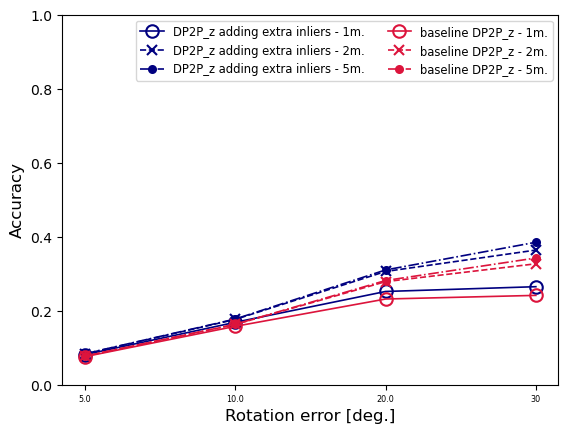 DP2P_z adding extra inliers - 1m.
DP2P_z adding extra inliers - 2m.
DP2P_z adding extra inliers - 5m.
baseline DP2P_z - 1m.
baseline DP2P_z - 2m.
baseline DP2P_z - 5m.
1.0
0.8
0.6
0.4
0.2
0.0
Accuracy
5.0 10.0 20.0 30
Rotation error [deg.]